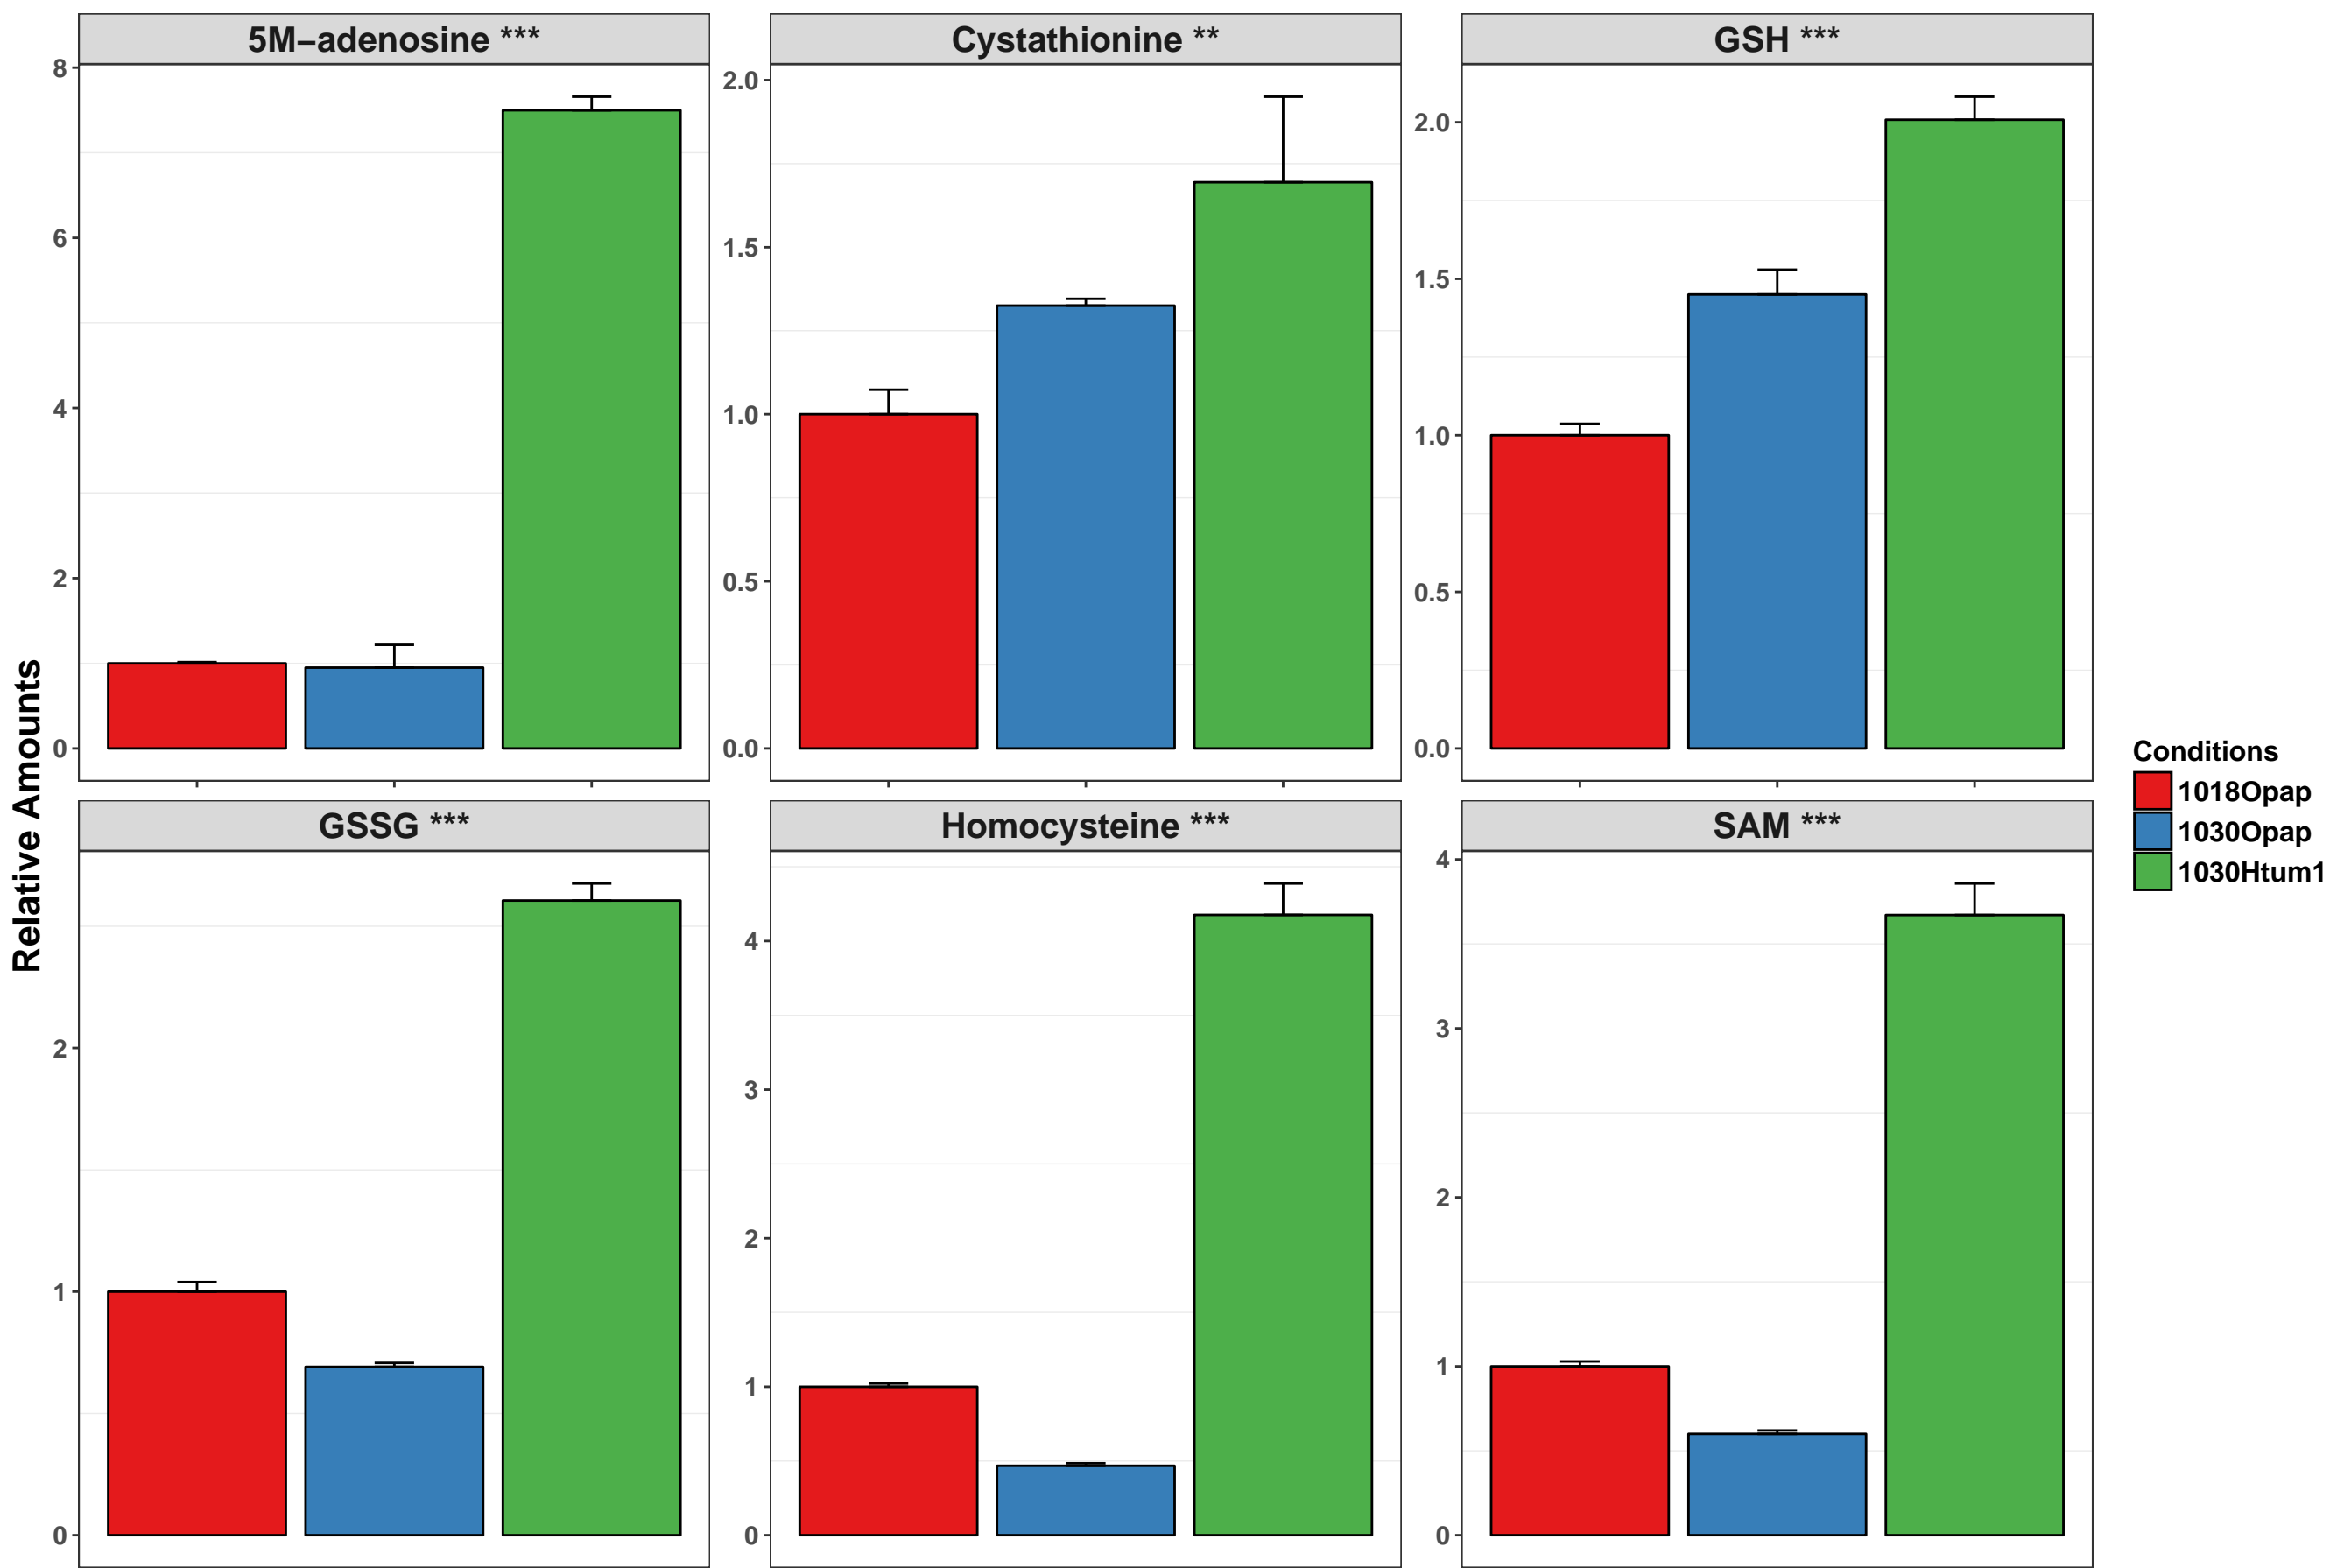 5M–adenosine ***
Cystathionine **
GSH ***
8
6
4
2
0
2.0
1.5
1.0
0.5
0.0
2.0
1.5
1.0
0.5
0.0
Relative Amounts
GSSG ***
Homocysteine ***
SAM ***
2
1
0
4
3
2
1
0
4
3
2
1
0
Conditions
1018Opap
1030Opap
1030Htum1